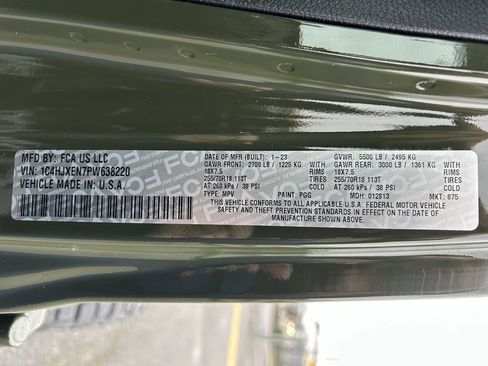 MFD BY: FCA US LLC
VIN: 1C4HJXEN7PW638220
VEHICLE MADE IN: U.S.A.
DATE OF MFR (BUILT): 1-23 GVWR: 5500 LB / 2495 KG
GAWR FRONT: 2700 LB / 1225 KG WITH GAWR REAR: 3000 LB / 1361 KG WITH
18X7.5 RIMS 18X7.5 RIMS
255/70R18 113T TIRES 255/70R18 113T TIRES
AT 260 kPa / 38 PSI COLD AT 260 kPa / 38 PSI COLD
TYPE: MPV PAINT: PGG MDH: 012813 MKT: 875
THIS VEHICLE CONFORMS TO ALL APPLICABLE U.S.A. FEDERAL MOTOR VEHICLE
SAFETY AND THEFT PREVENTION STANDARDS IN EFFECT ON THE DATE OF
MANUFACTURE SHOWN ABOVE.